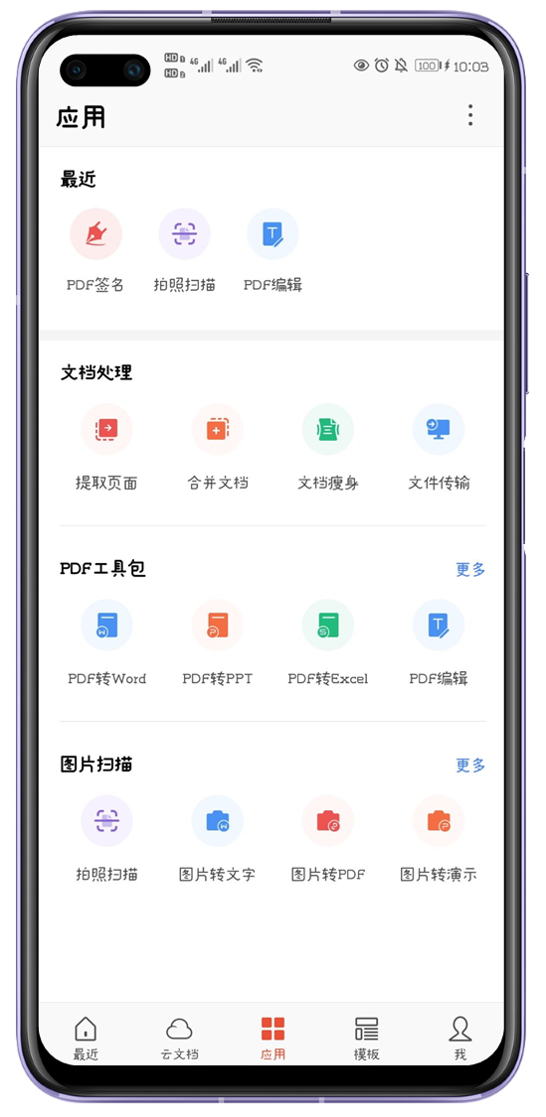 HD 4G 4G 100 10:03
HD
应用
最近
PDF签名 拍照扫描 PDF编辑
文档处理
提取页面 合并文档 文档瘦身 文件传输
PDF工具包 更多
PDF转Word PDF转PPT PDF转Excel PDF编辑
图片扫描 更多
拍照扫描 图片转文字 图片转PDF 图片转演示
最近 云文档 应用 模板 我